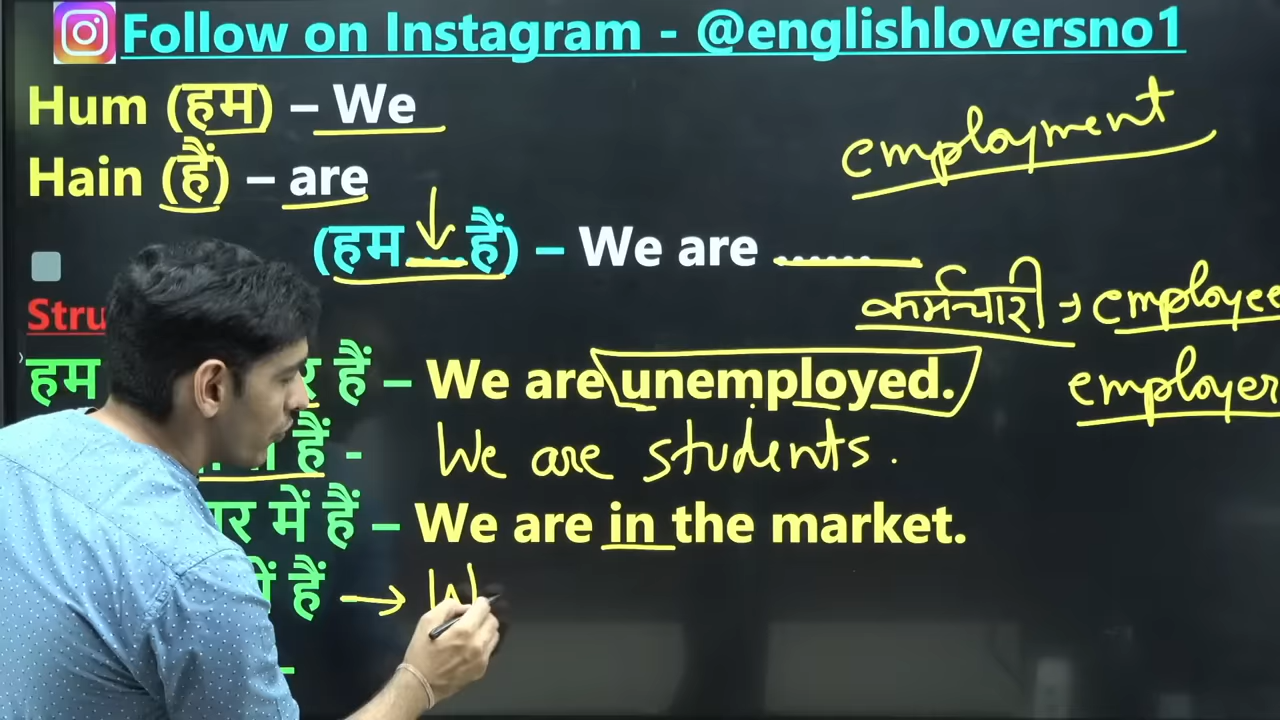 Follow on Instagram - @englishloversno1
Hum (हम) – We
employment
Hain (हैं) – are
(हम....हैं) – We are ......
कर्मचारी → employee
Stru
हम हैं – We are unemployed.
employer
हैं - We are students.
में हैं – We are in the market.
हैं → W
-